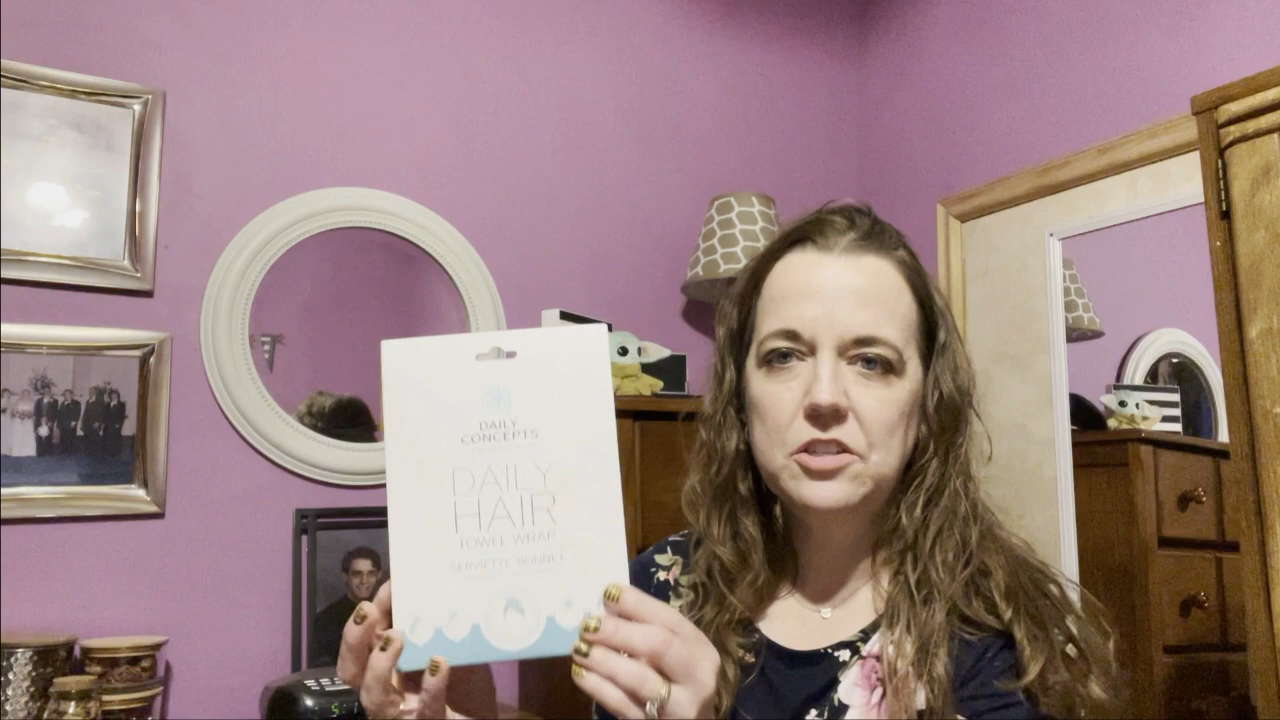 DAILY
CONCEPTS
DAILY
HAIR
TOWEL WRAP
SERVIETTE BONNET